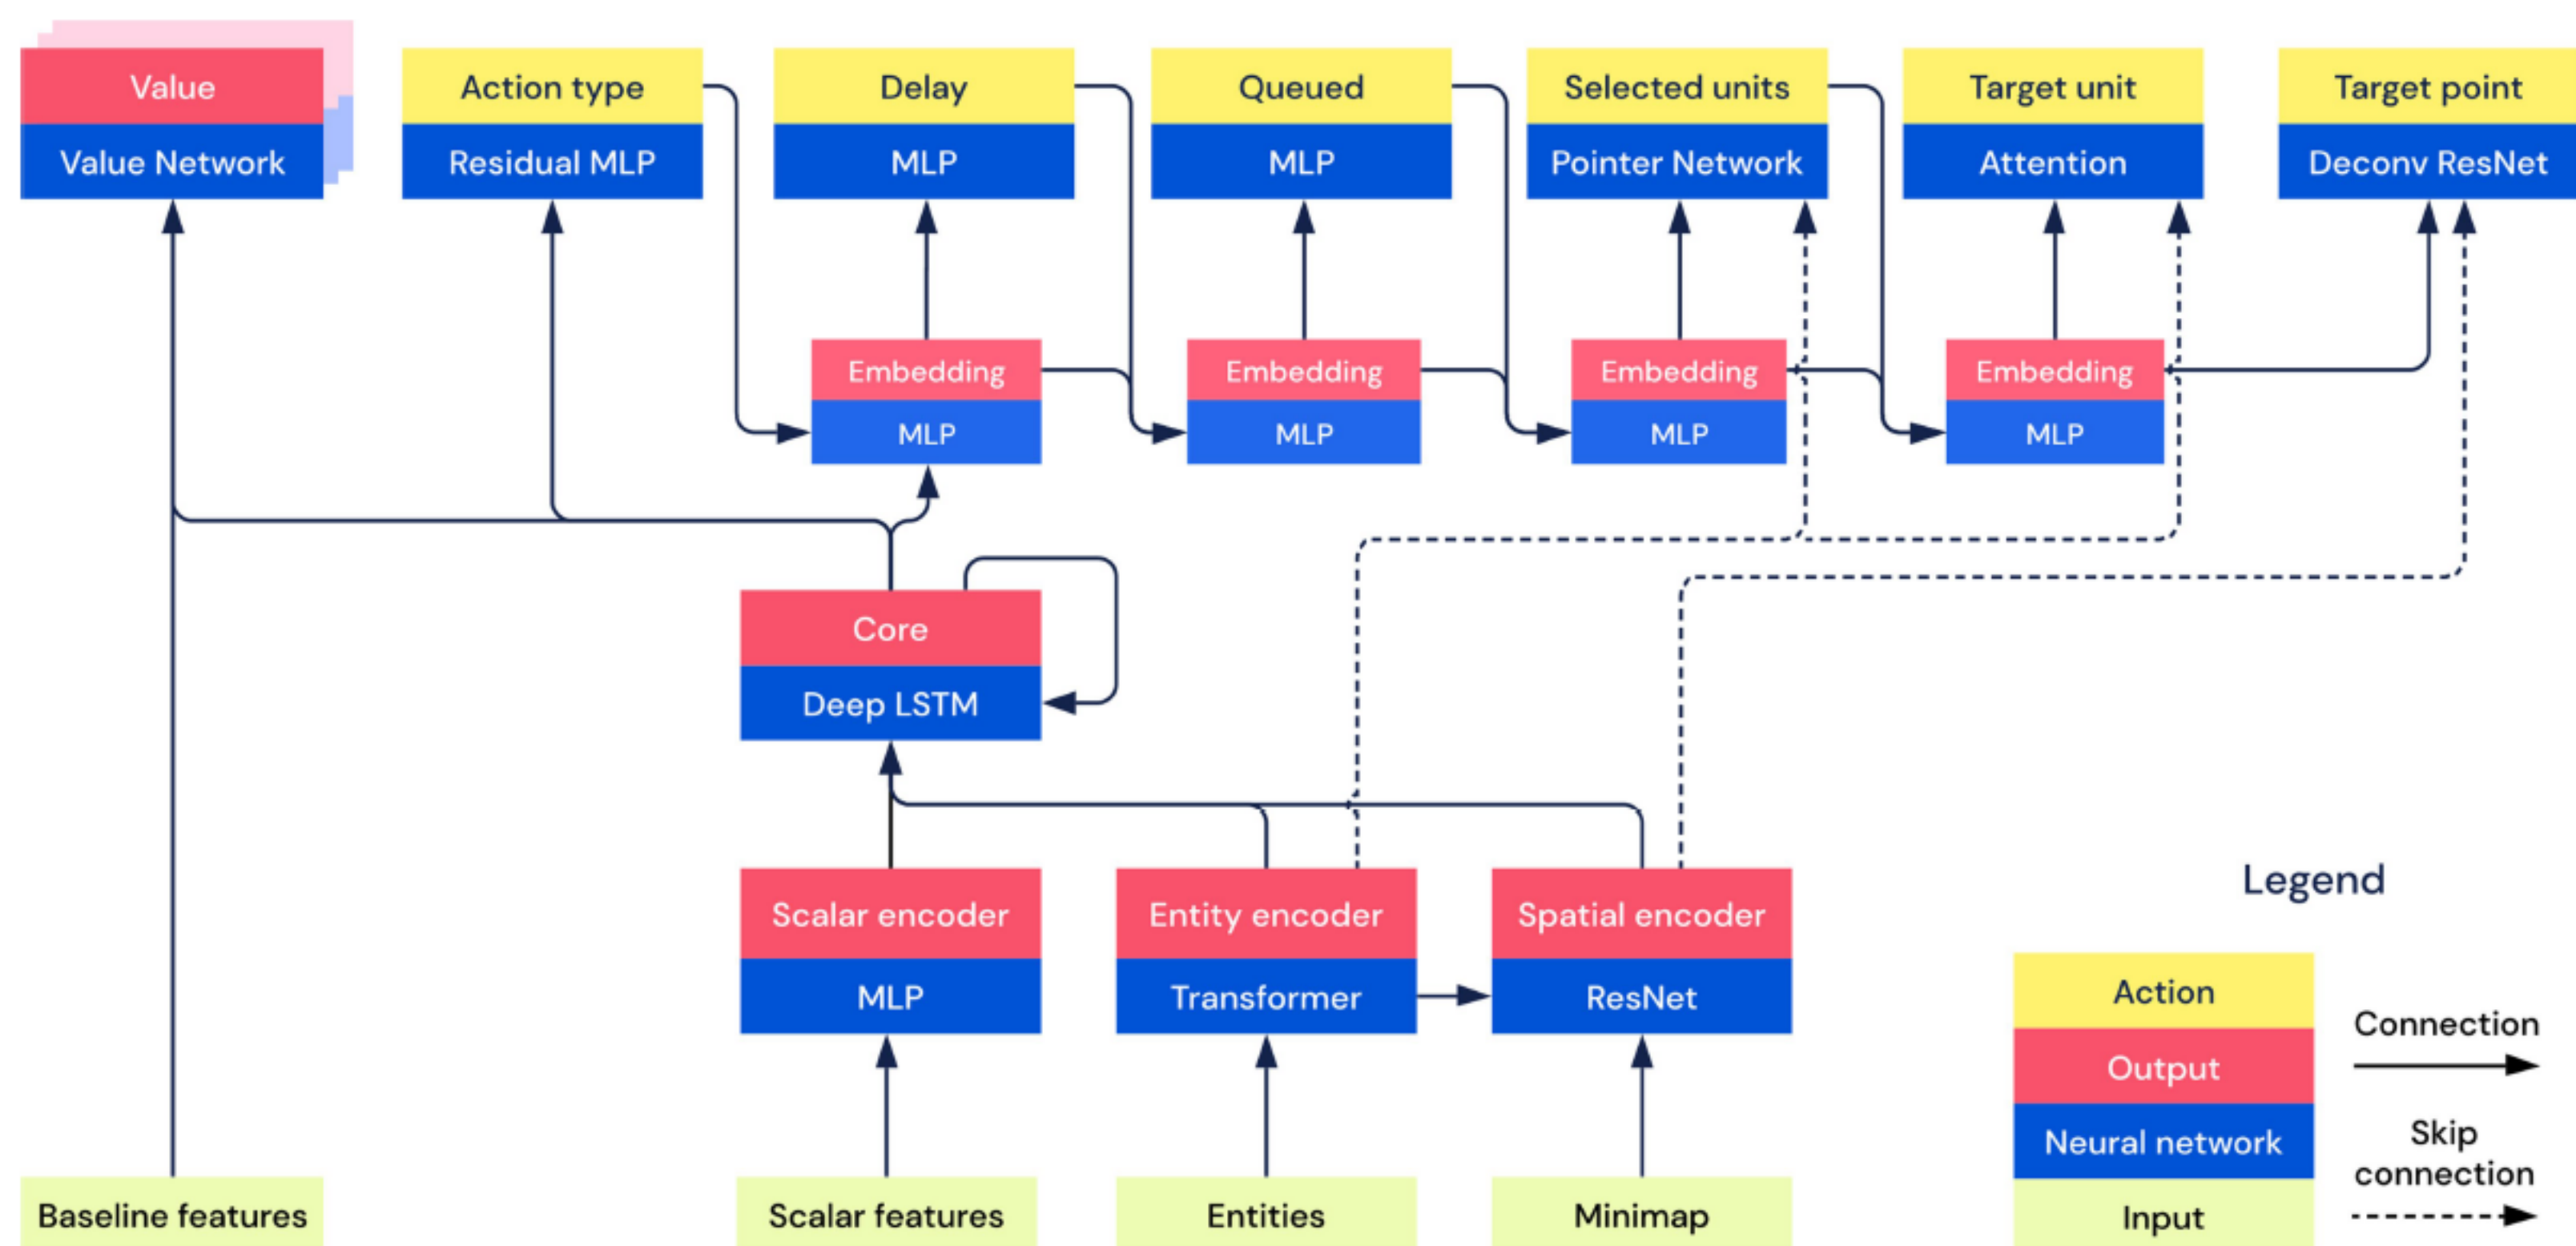 Value
Value Network
Action type
Residual MLP
Delay
MLP
Queued
MLP
Selected units
Pointer Network
Target unit
Attention
Target point
Deconv ResNet
Embedding
MLP
Embedding
MLP
Embedding
MLP
Embedding
MLP
Core
Deep LSTM
Scalar encoder
MLP
Entity encoder
Transformer
Spatial encoder
ResNet
Baseline features
Scalar features
Entities
Minimap
Legend
Action
Output
Neural network
Input
Connection
Skip
connection